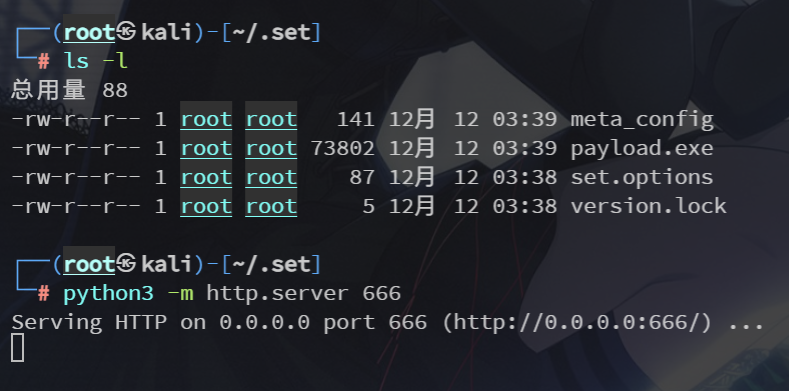 ┌──(root㉿kali)-[~/.set]
└─# ls -l
总用量 88
-rw-r--r-- 1 root root   141 12月 12 03:39 meta_config
-rw-r--r-- 1 root root 73802 12月 12 03:39 payload.exe
-rw-r--r-- 1 root root    87 12月 12 03:38 set.options
-rw-r--r-- 1 root root     5 12月 12 03:38 version.lock
┌──(root㉿kali)-[~/.set]
└─# python3 -m http.server 666
Serving HTTP on 0.0.0.0 port 666 (http://0.0.0.0:666/) ...